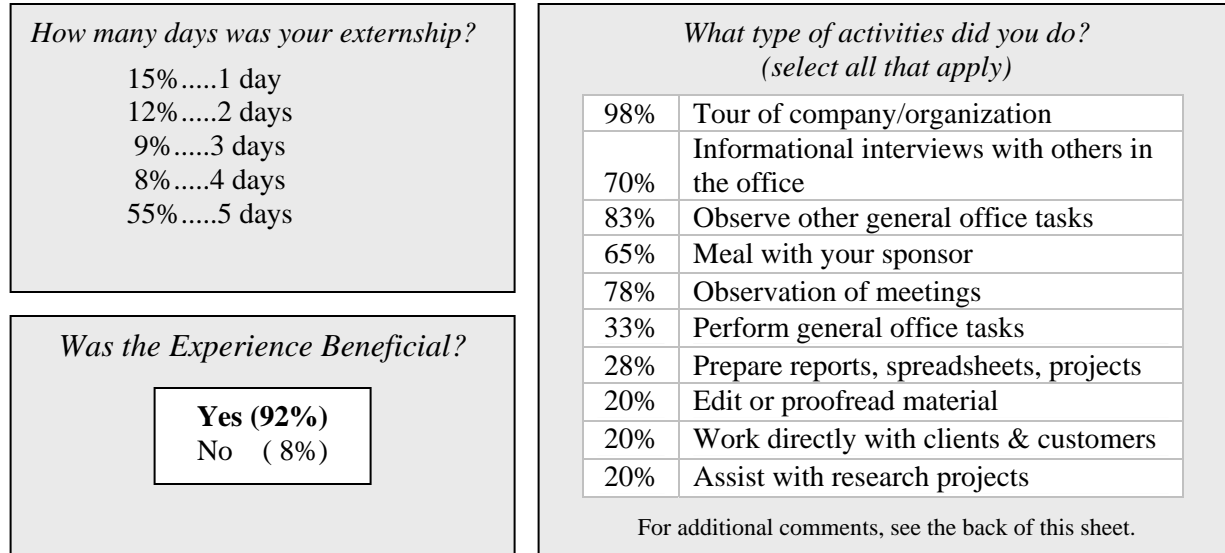 How many days was your externship?
15%.....1 day
12%.....2 days
9%.....3 days
8%.....4 days
55%.....5 days
Was the Experience Beneficial?
Yes (92%)
No ( 8%)
What type of activities did you do?
(select all that apply)
98% Tour of company/organization
Informational interviews with others in
70% the office
83% Observe other general office tasks
65% Meal with your sponsor
78% Observation of meetings
33% Perform general office tasks
28% Prepare reports, spreadsheets, projects
20% Edit or proofread material
20% Work directly with clients & customers
20% Assist with research projects
For additional comments, see the back of this sheet.